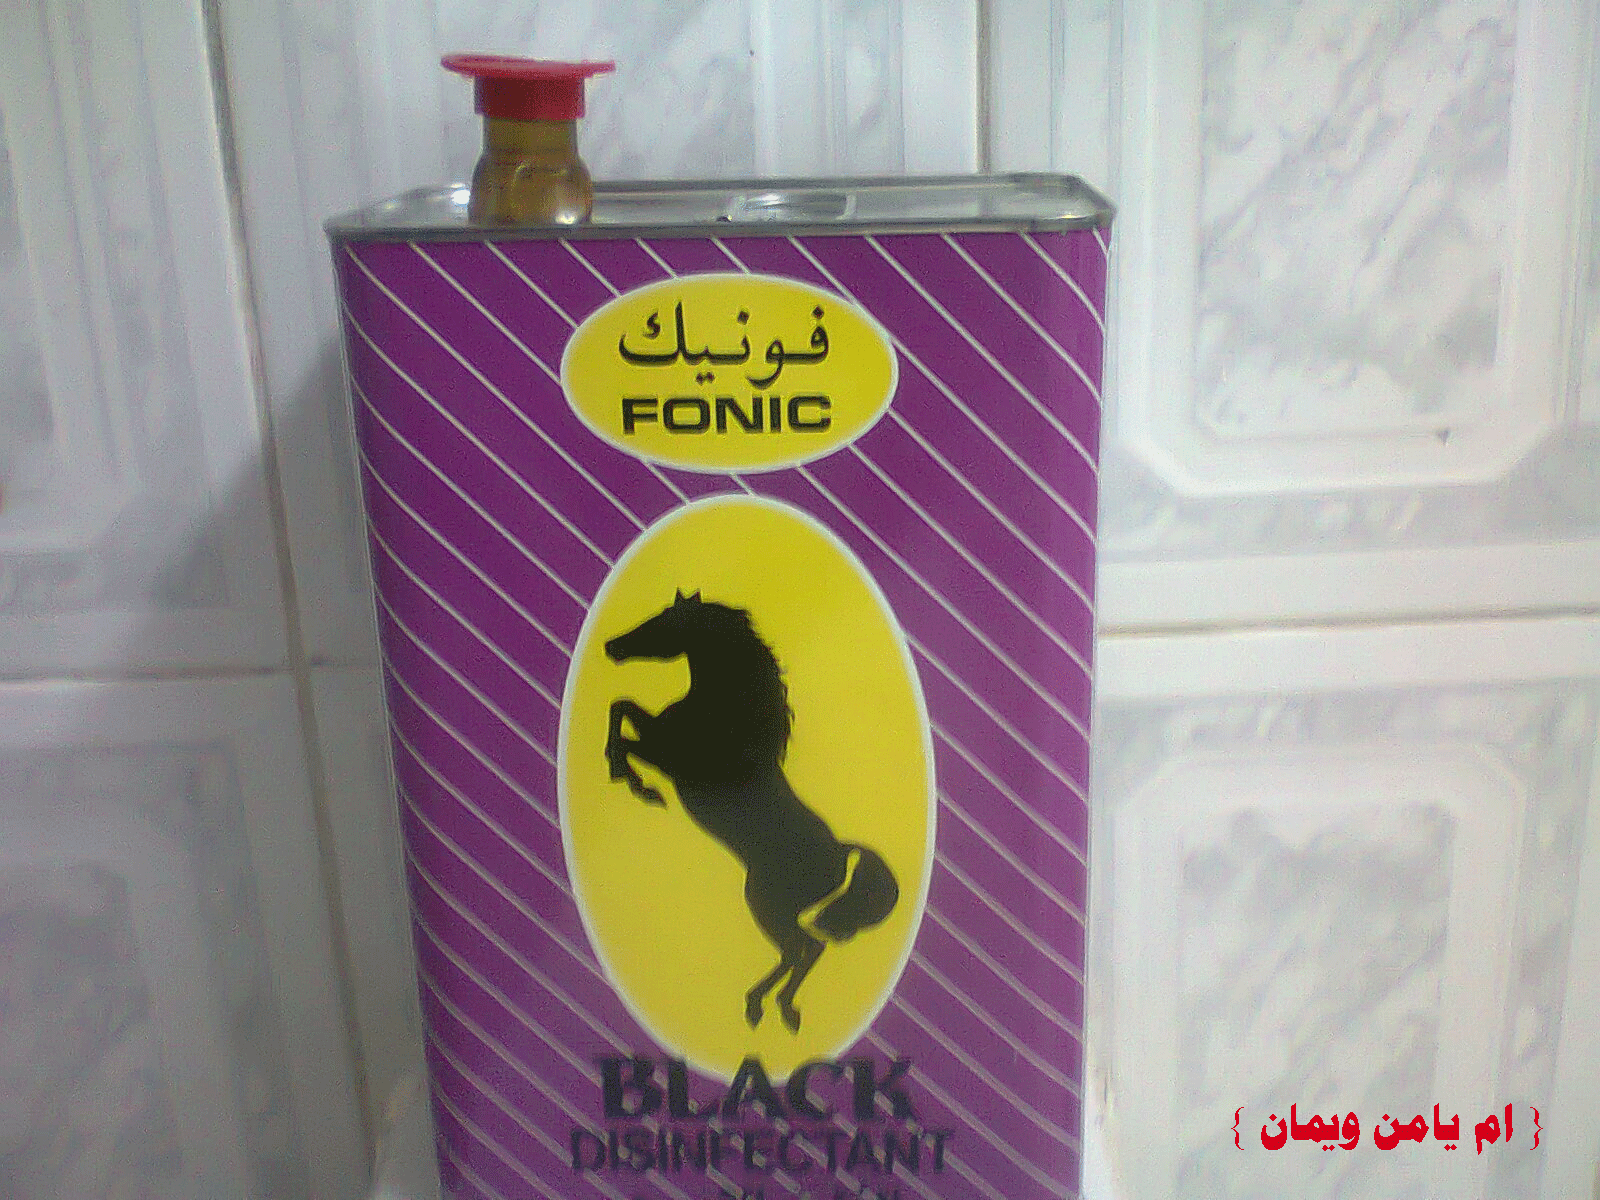 فونيك
FONIC
BLACK
DISINFECTANT
{ ام يامن ويمان }